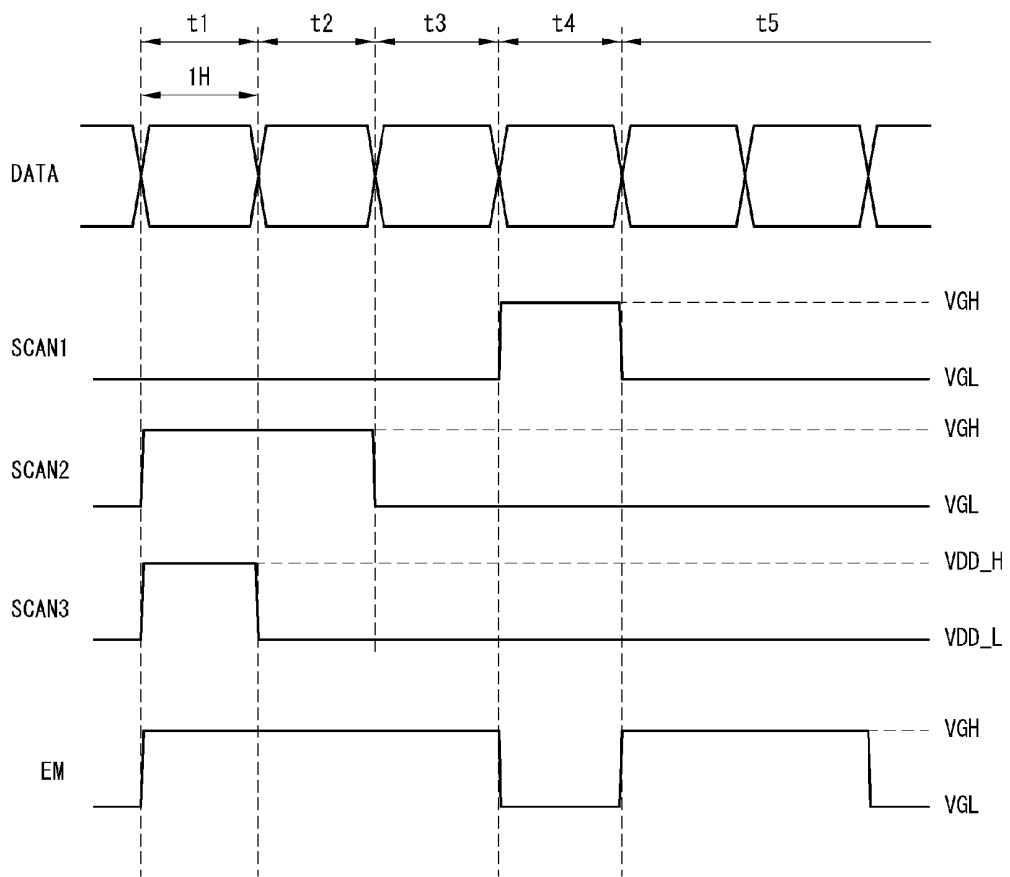 t1 t2 t3 t4 t5
1H
DATA
VGH
SCAN1
VGL
VGH
SCAN2
VGL
VDD_H
SCAN3
VDD_L
VGH
EM
VGL